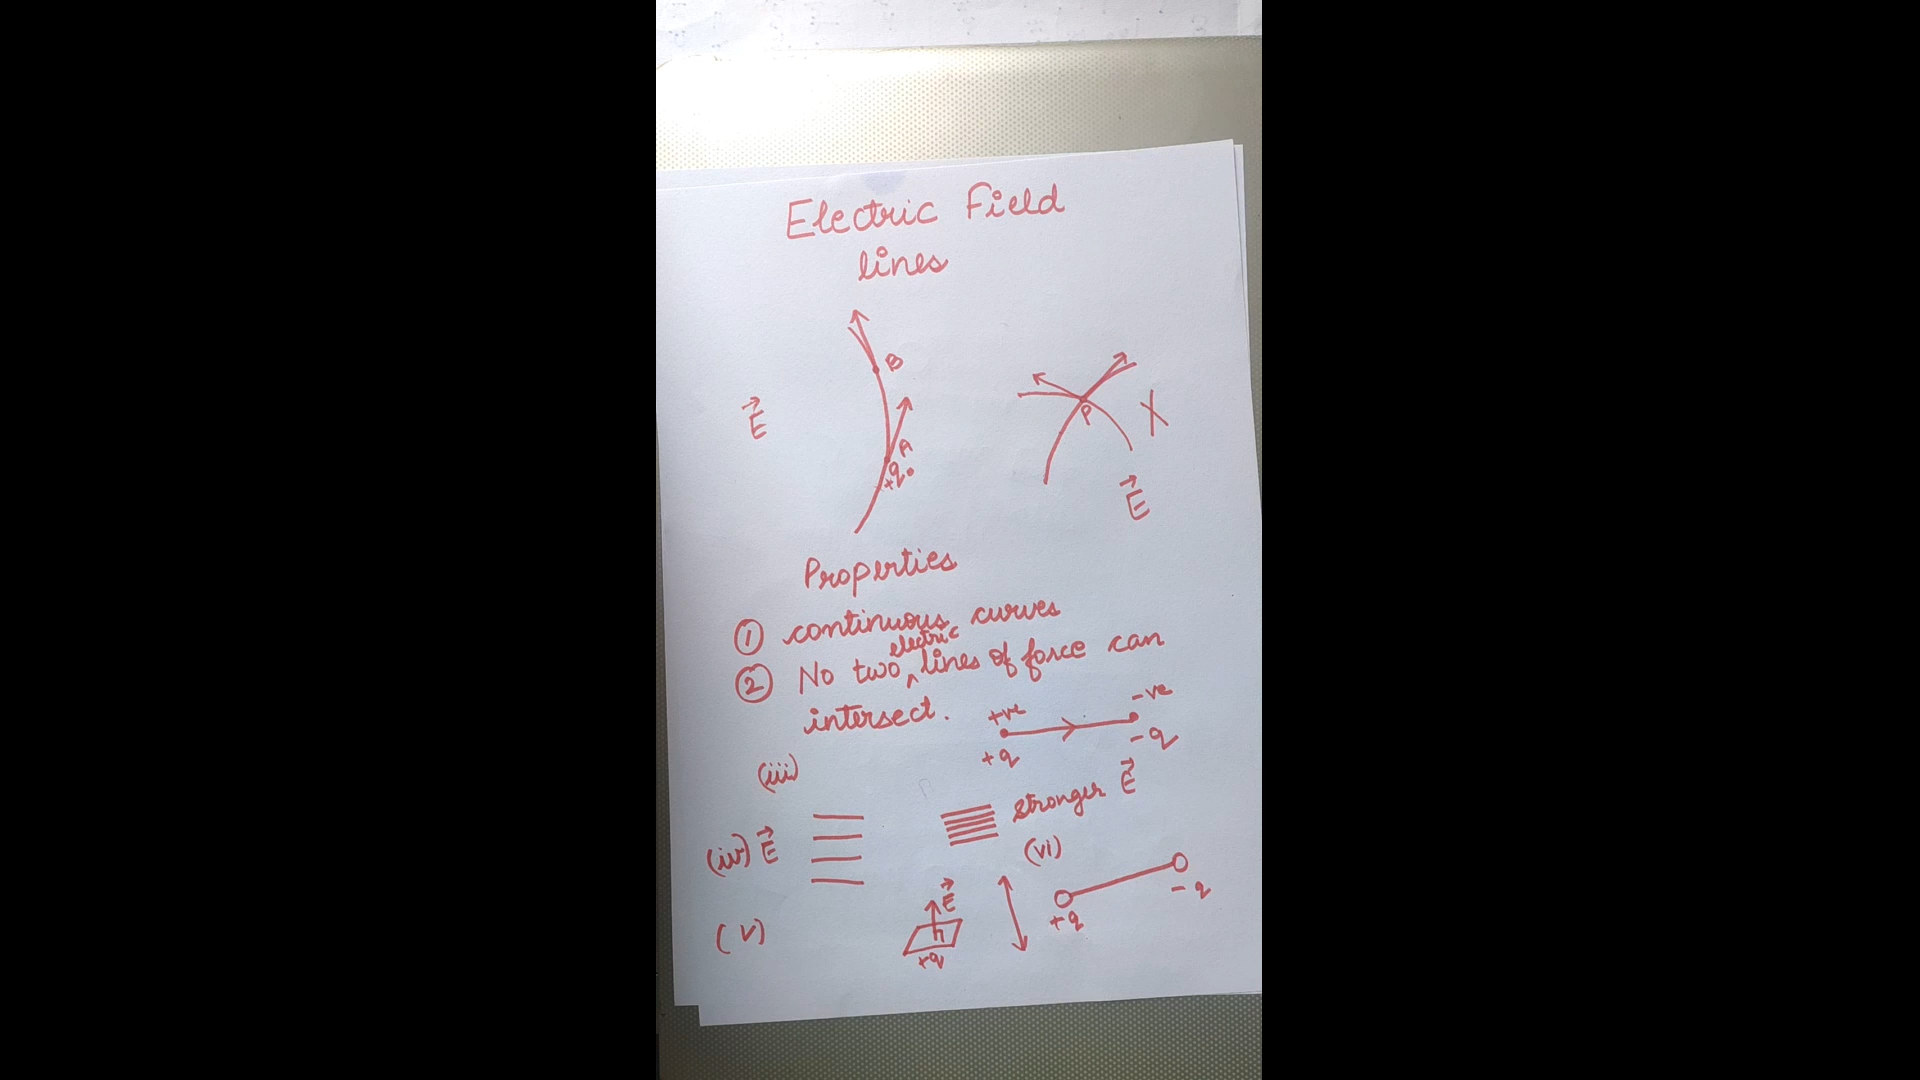 Electric Field
lines
B
E⃗
A
+q₀
P
X
E⃗
Properties
① continuous curves
② No two electric lines of force can
intersect.
+ve
-ve
+q
-q
(iii)
stronger E⃗
(iv) E⃗
(v)
E⃗
+q
(vi)
+q
-q